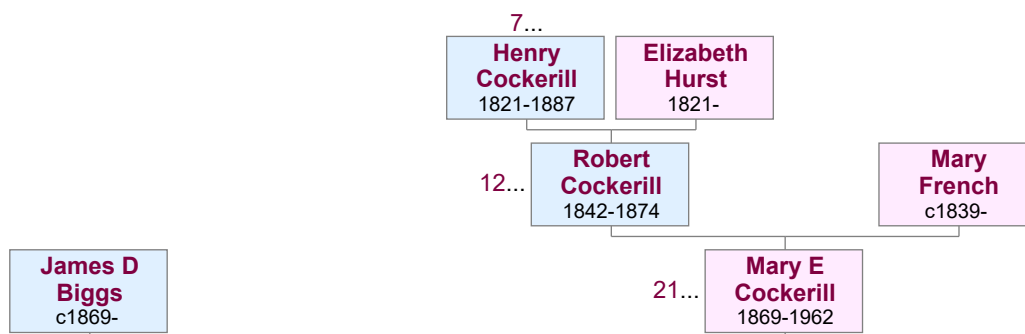 7...
Henry
Cockerill
1821-1887
Elizabeth
Hurst
1821-
12...
Robert
Cockerill
1842-1874
Mary
French
c1839-
James D
Biggs
c1869-
21...
Mary E
Cockerill
1869-1962